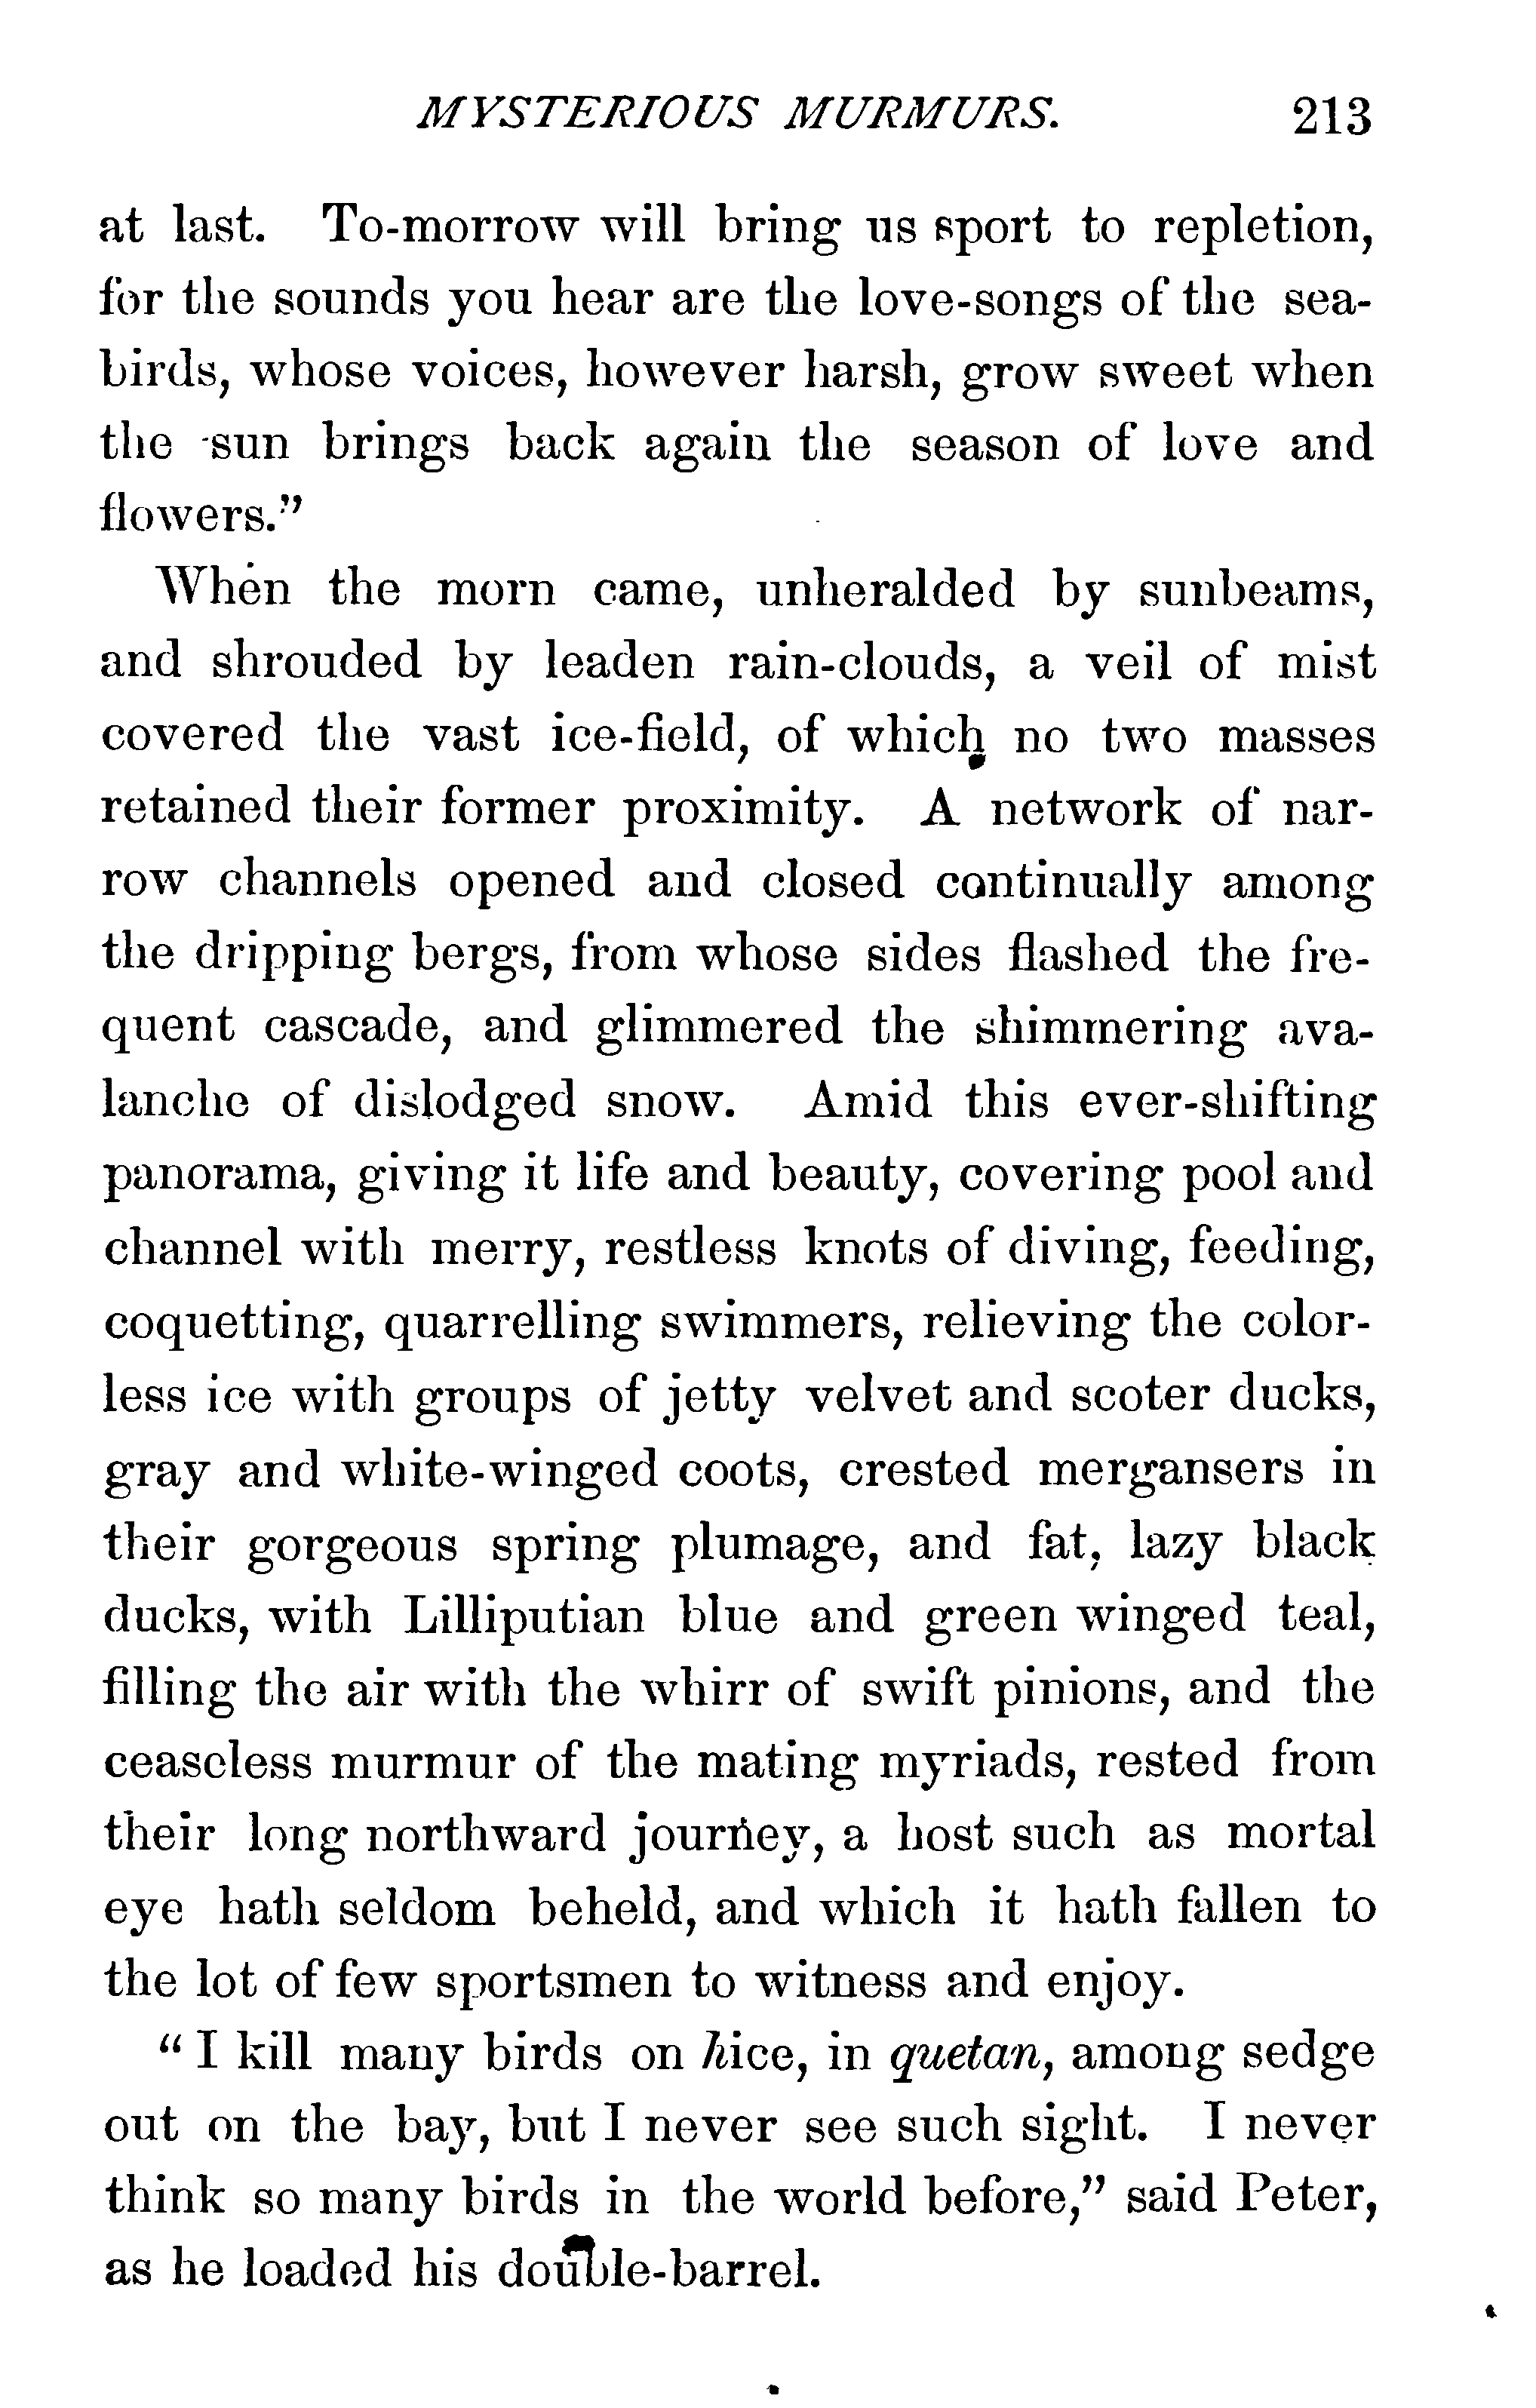 MYSTERIOUS MURMURS. 213
at last. To-morrow will bring us sport to repletion,
for the sounds you hear are the love-songs of the sea-
birds, whose voices, however harsh, grow sweet when
the sun brings back again the season of love and
flowers."
When the morn came, unheralded by sunbeams,
and shrouded by leaden rain-clouds, a veil of mist
covered the vast ice-field, of which no two masses
retained their former proximity. A network of nar-
row channels opened and closed continually among
the dripping bergs, from whose sides flashed the fre-
quent cascade, and glimmered the shimmering ava-
lanche of dislodged snow. Amid this ever-shifting
panorama, giving it life and beauty, covering pool and
channel with merry, restless knots of diving, feeding,
coquetting, quarrelling swimmers, relieving the color-
less ice with groups of jetty velvet and scoter ducks,
gray and white-winged coots, crested mergansers in
their gorgeous spring plumage, and fat, lazy black
ducks, with Lilliputian blue and green winged teal,
filling the air with the whirr of swift pinions, and the
ceaseless murmur of the mating myriads, rested from
their long northward journey, a host such as mortal
eye hath seldom beheld, and which it hath fallen to
the lot of few sportsmen to witness and enjoy.
"I kill many birds on hice, in quetan, among sedge
out on the bay, but I never see such sight. I never
think so many birds in the world before," said Peter,
as he loaded his double-barrel.